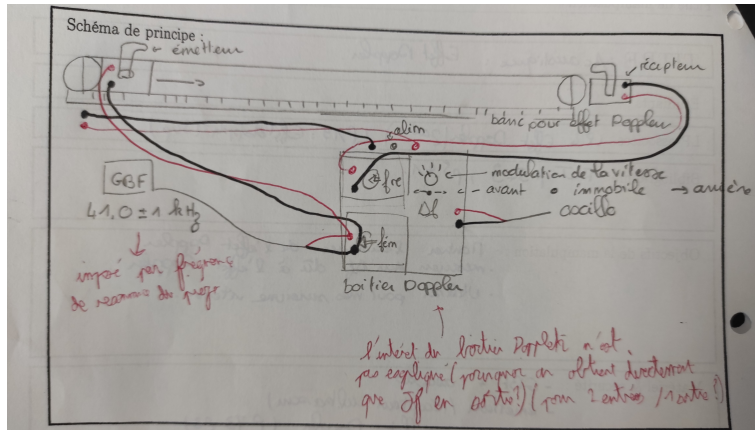 Schéma de principe :
émetteur
récepteur
banc pour effet Doppler
alim
GBF
41,0 ± 1 kHz
fré
modulation de la vitesse
avant • immobile → arrière
Δf
oscillo
fém
boîtier Doppler
imposé par fréquence
de résonance du
l'intérêt du boîtier Doppler n'est
pas expliqué (pourquoi on obtient directement
que δf en sortie ?) (pour 2 entrées / 1 sortie ?)